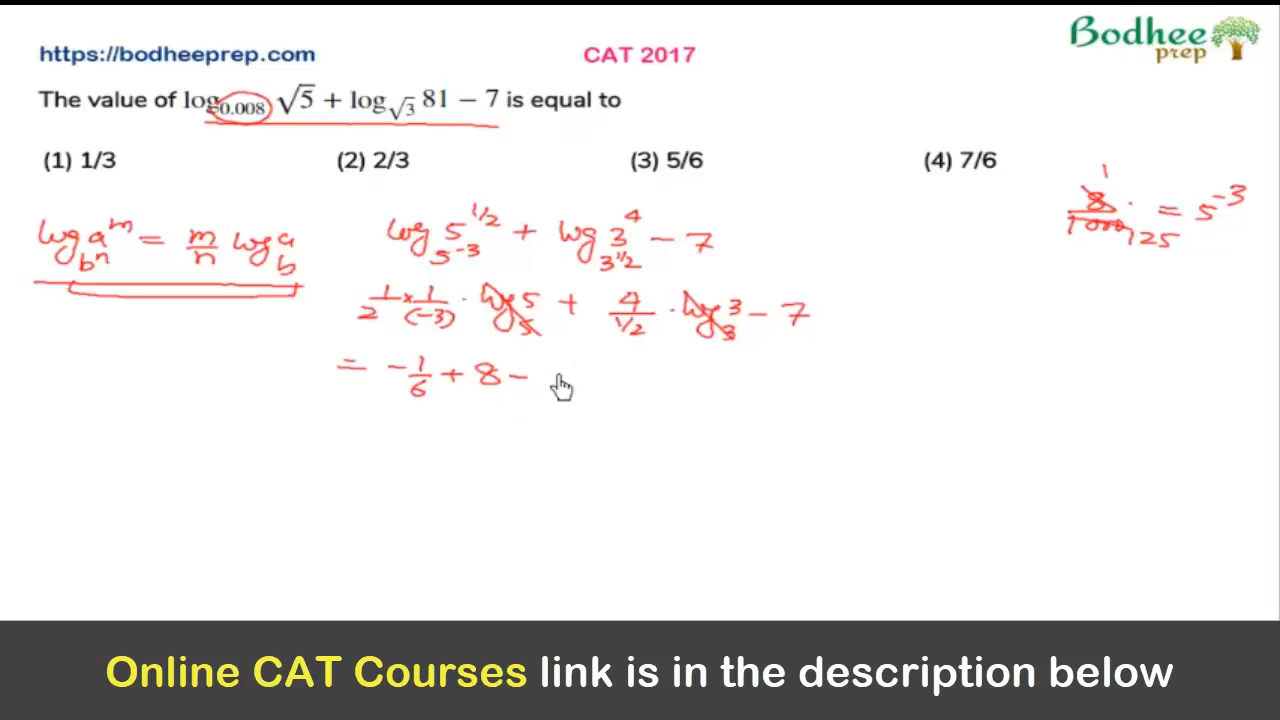 Bodhee
prep
https://bodheeprep.com CAT 2017
The value of log_{0.008} √5 + log_{√3} 81 − 7 is equal to
(1) 1/3 (2) 2/3 (3) 5/6 (4) 7/6
log_{b^n} a^m = m/n log_b a
log_{5^{-3}} 5^{1/2} + log_{3^{1/2}} 3^4 − 7
1/2 × 1/(−3) · log_5 5 + 4/(1/2) · log_3 3 − 7
= −1/6 + 8 −
1
8/1000 125 = 5^{-3}
Online CAT Courses link is in the description below